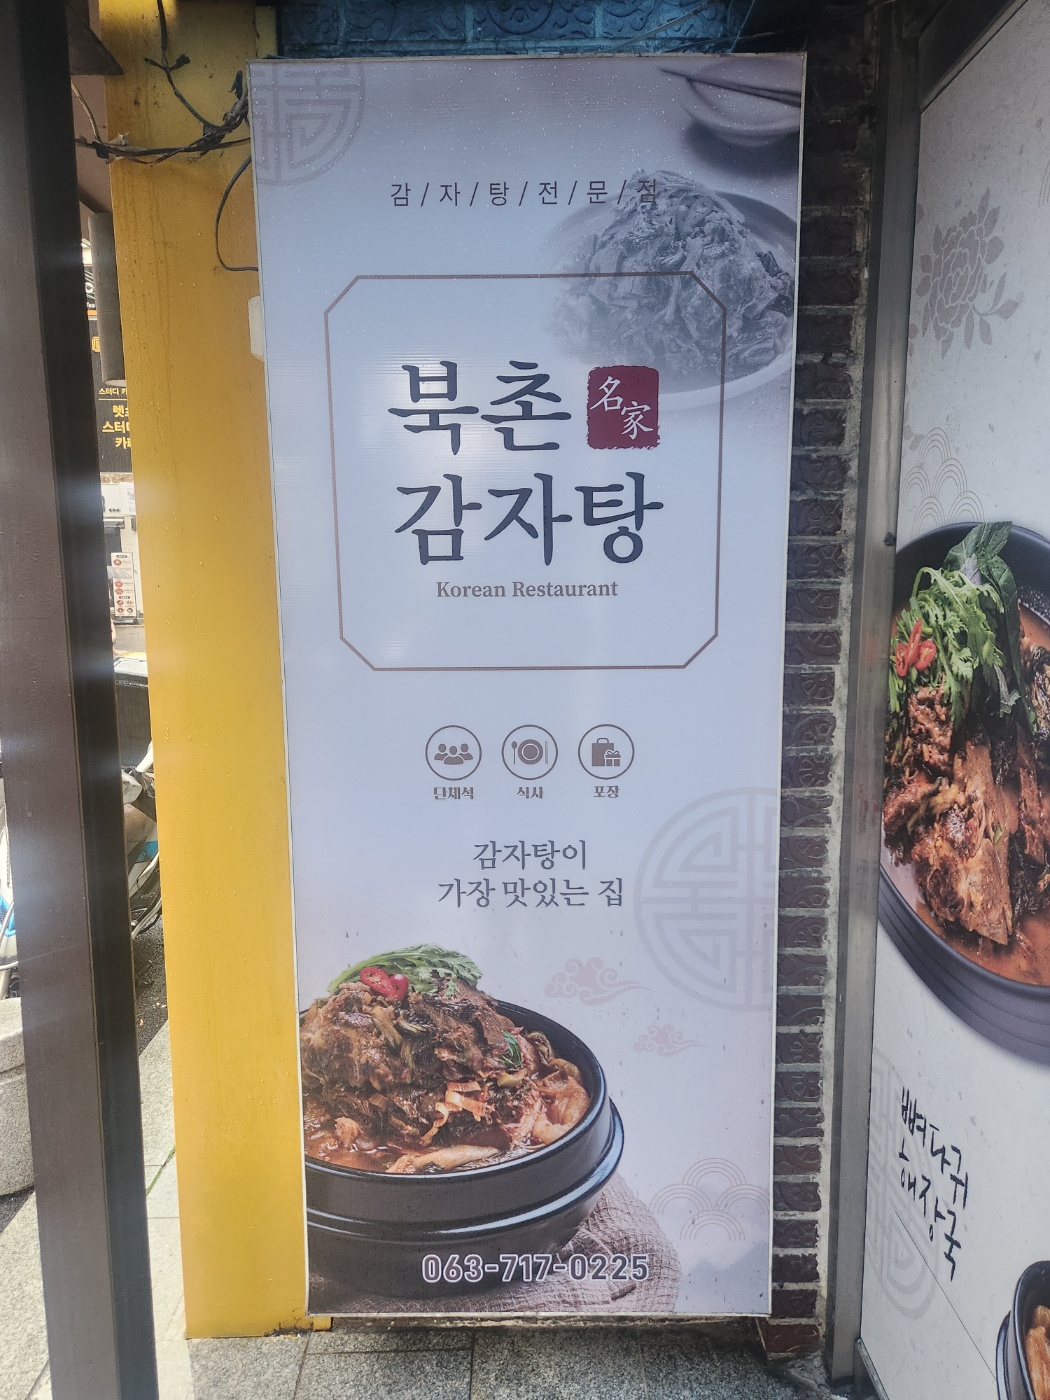 감/자/탕/전/문/점
북촌 名家
감자탕
Korean Restaurant
단체석 식사 포장
감자탕이
가장 맛있는 집
063-717-0225
뼈다귀
해장국